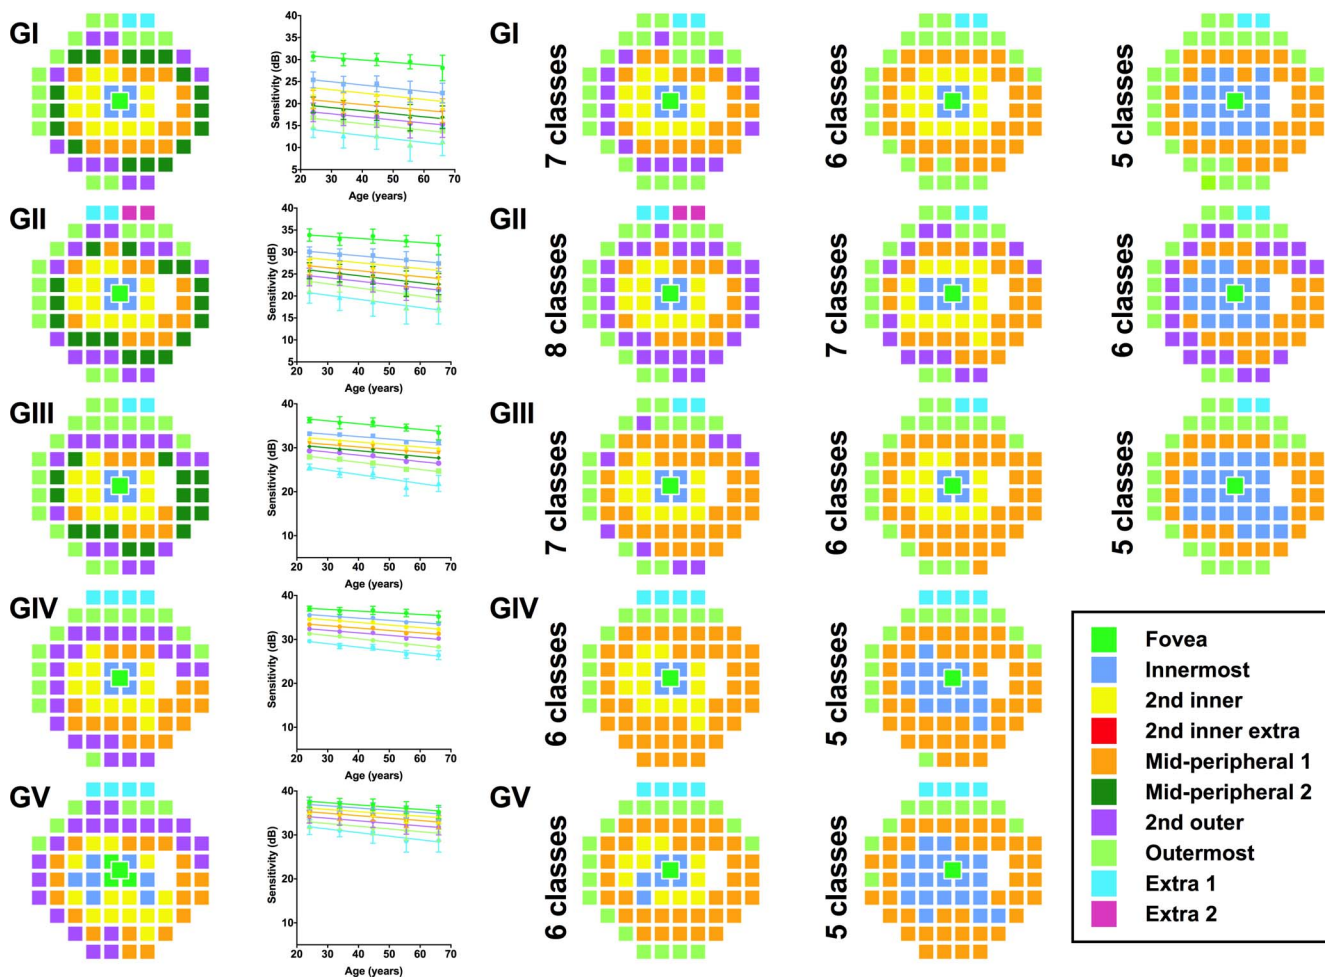 GI
Sensitivity (dB)
40
35
30
25
20
15
10
5
20 30 40 50 60 70
Age (years)
GI
7 classes
6 classes
5 classes
GII
Sensitivity (dB)
40
35
30
25
20
15
10
5
20 30 40 50 60 70
Age (years)
GII
8 classes
7 classes
6 classes
GIII
Sensitivity (dB)
40
30
20
10
20 30 40 50 60 70
Age (years)
GIII
7 classes
6 classes
5 classes
GIV
Sensitivity (dB)
40
30
20
10
20 30 40 50 60 70
Age (years)
GIV
6 classes
5 classes
GV
Sensitivity (dB)
40
30
20
10
20 30 40 50 60 70
Age (years)
GV
6 classes
5 classes
Fovea
Innermost
2nd inner
2nd inner extra
Mid-peripheral 1
Mid-peripheral 2
2nd outer
Outermost
Extra 1
Extra 2